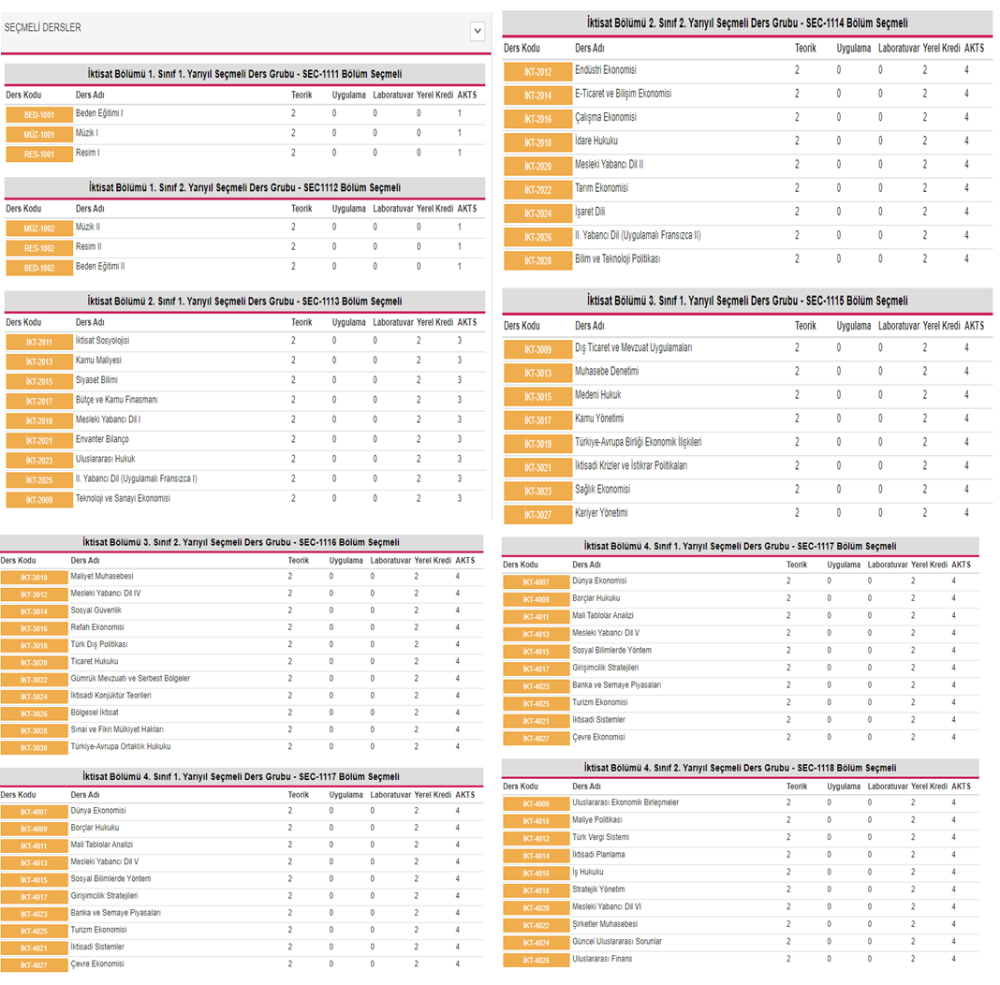 SEÇMELİ DERSLER
İktisat Bölümü 1. Sınıf 1. Yarıyıl Seçmeli Ders Grubu - SEC-1111 Bölüm Seçmeli
Ders Kodu Ders Adı Teorik Uygulama Laboratuvar Yerel Kredi AKTS
BED-1001 Beden Eğitimi I 2 0 0 0 1
MÜZ-1001 Müzik I 2 0 0 0 1
RES-1001 Resim I 2 0 0 0 1
İktisat Bölümü 1. Sınıf 2. Yarıyıl Seçmeli Ders Grubu - SEC1112 Bölüm Seçmeli
Ders Kodu Ders Adı Teorik Uygulama Laboratuvar Yerel Kredi AKTS
MÜZ-1002 Müzik II 2 0 0 0 1
RES-1002 Resim II 2 0 0 0 1
BED-1002 Beden Eğitimi II 2 0 0 0 1
İktisat Bölümü 2. Sınıf 1. Yarıyıl Seçmeli Ders Grubu - SEC-1113 Bölüm Seçmeli
Ders Kodu Ders Adı Teorik Uygulama Laboratuvar Yerel Kredi AKTS
İKT-2011 İktisat Sosyolojisi 2 0 0 2 3
İKT-2013 Kamu Maliyesi 2 0 0 2 3
İKT-2015 Siyaset Bilimi 2 0 0 2 3
İKT-2017 Bütçe ve Kamu Finasmanı 2 0 0 2 3
İKT-2019 Mesleki Yabancı Dil I 2 0 0 2 3
İKT-2021 Envanter Bilanço 2 0 0 2 3
İKT-2023 Uluslararası Hukuk 2 0 0 2 3
İKT-2025 II. Yabancı Dil (Uygulamalı Fransızca I) 2 0 0 2 3
İKT-2009 Teknoloji ve Sanayi Ekonomisi 2 0 0 2 3
İktisat Bölümü 2. Sınıf 2. Yarıyıl Seçmeli Ders Grubu - SEC-1114 Bölüm Seçmeli
Ders Kodu Ders Adı Teorik Uygulama Laboratuvar Yerel Kredi AKTS
İKT-2012 Endüstri Ekonomisi 2 0 0 2 4
İKT-2014 E-Ticaret ve Bilişim Ekonomisi 2 0 0 2 4
İKT-2016 Çalışma Ekonomisi 2 0 0 2 4
İKT-2018 İdare Hukuku 2 0 0 2 4
İKT-2020 Mesleki Yabancı Dil II 2 0 0 2 4
İKT-2022 Tarım Ekonomisi 2 0 0 2 4
İKT-2024 İşaret Dili 2 0 0 2 4
İKT-2026 II. Yabancı Dil (Uygulamalı Fransızca II) 2 0 0 2 4
İKT-2028 Bilim ve Teknoloji Politikası 2 0 0 2 4
İktisat Bölümü 3. Sınıf 1. Yarıyıl Seçmeli Ders Grubu - SEC-1115 Bölüm Seçmeli
Ders Kodu Ders Adı Teorik Uygulama Laboratuvar Yerel Kredi AKTS
İKT-3009 Dış Ticaret ve Mevzuat Uygulamaları 2 0 0 2 4
İKT-3013 Muhasebe Denetimi 2 0 0 2 4
İKT-3015 Medeni Hukuk 2 0 0 2 4
İKT-3017 Kamu Yönetimi 2 0 0 2 4
İKT-3019 Türkiye-Avrupa Birliği Ekonomik İlişkileri 2 0 0 2 4
İKT-3021 İktisadi Krizler ve İstikrar Politikaları 2 0 0 2 4
İKT-3023 Sağlık Ekonomisi 2 0 0 2 4
İKT-3027 Kariyer Yönetimi 2 0 0 2 4
İktisat Bölümü 3. Sınıf 2. Yarıyıl Seçmeli Ders Grubu - SEC-1116 Bölüm Seçmeli
Ders Kodu Ders Adı Teorik Uygulama Laboratuvar Yerel Kredi AKTS
İKT-3010 Maliyet Muhasebesi 2 0 0 2 4
İKT-3012 Mesleki Yabancı Dil IV 2 0 0 2 4
İKT-3014 Sosyal Güvenlik 2 0 0 2 4
İKT-3016 Refah Ekonomisi 2 0 0 2 4
İKT-3018 Türk Dış Politikası 2 0 0 2 4
İKT-3020 Ticaret Hukuku 2 0 0 2 4
İKT-3022 Gümrük Mevzuatı ve Serbest Bölgeler 2 0 0 2 4
İKT-3024 İktisadi Konjüktür Teorileri 2 0 0 2 4
İKT-3026 Bölgesel İktisat 2 0 0 2 4
İKT-3028 Sınai ve Fikri Mülkiyet Hakları 2 0 0 2 4
İKT-3030 Türkiye-Avrupa Ortaklık Hukuku 2 0 0 2 4
İktisat Bölümü 4. Sınıf 1. Yarıyıl Seçmeli Ders Grubu - SEC-1117 Bölüm Seçmeli
Ders Kodu Ders Adı Teorik Uygulama Laboratuvar Yerel Kredi AKTS
İKT-4007 Dünya Ekonomisi 2 0 0 2 4
İKT-4009 Borçlar Hukuku 2 0 0 2 4
İKT-4011 Mali Tablolar Analizi 2 0 0 2 4
İKT-4013 Mesleki Yabancı Dil V 2 0 0 2 4
İKT-4015 Sosyal Bilimlerde Yöntem 2 0 0 2 4
İKT-4017 Girişimcilik Stratejileri 2 0 0 2 4
İKT-4023 Banka ve Semaye Piyasaları 2 0 0 2 4
İKT-4025 Turizm Ekonomisi 2 0 0 2 4
İKT-4021 İktisadi Sistemler 2 0 0 2 4
İKT-4027 Çevre Ekonomisi 2 0 0 2 4
İktisat Bölümü 4. Sınıf 1. Yarıyıl Seçmeli Ders Grubu - SEC-1117 Bölüm Seçmeli
Ders Kodu Ders Adı Teorik Uygulama Laboratuvar Yerel Kredi AKTS
İKT-4007 Dünya Ekonomisi 2 0 0 2 4
İKT-4009 Borçlar Hukuku 2 0 0 2 4
İKT-4011 Mali Tablolar Analizi 2 0 0 2 4
İKT-4013 Mesleki Yabancı Dil V 2 0 0 2 4
İKT-4015 Sosyal Bilimlerde Yöntem 2 0 0 2 4
İKT-4017 Girişimcilik Stratejileri 2 0 0 2 4
İKT-4023 Banka ve Semaye Piyasaları 2 0 0 2 4
İKT-4025 Turizm Ekonomisi 2 0 0 2 4
İKT-4021 İktisadi Sistemler 2 0 0 2 4
İKT-4027 Çevre Ekonomisi 2 0 0 2 4
İktisat Bölümü 4. Sınıf 2. Yarıyıl Seçmeli Ders Grubu - SEC-1118 Bölüm Seçmeli
Ders Kodu Ders Adı Teorik Uygulama Laboratuvar Yerel Kredi AKTS
İKT-4008 Uluslararası Ekonomik Birleşmeler 2 0 0 2 4
İKT-4010 Maliye Politikası 2 0 0 2 4
İKT-4012 Türk Vergi Sistemi 2 0 0 2 4
İKT-4014 İktisadi Planlama 2 0 0 2 4
İKT-4016 İş Hukuku 2 0 0 2 4
İKT-4018 Stratejik Yönetim 2 0 0 2 4
İKT-4020 Mesleki Yabancı Dil VI 2 0 0 2 4
İKT-4022 Şirketler Muhasebesi 2 0 0 2 4
İKT-4024 Güncel Uluslararası Sorunlar 2 0 0 2 4
İKT-4026 Uluslararası Finans 2 0 0 2 4